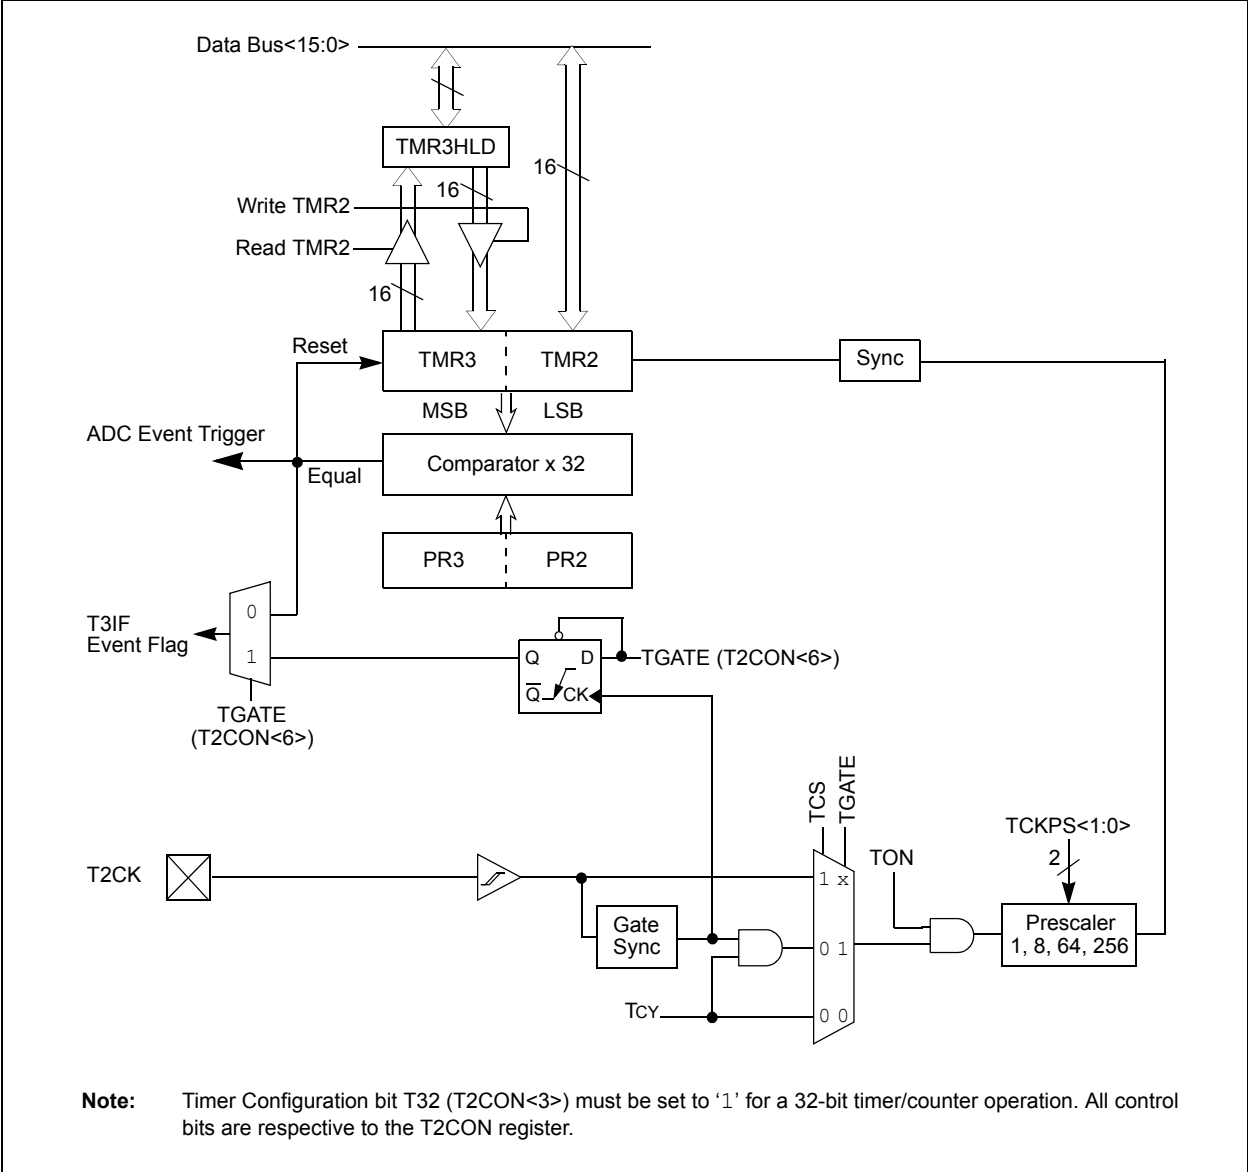 Data Bus<15:0>
TMR3HLD
16
16
Write TMR2
Read TMR2
16
Reset
TMR3
TMR2
Sync
MSB
LSB
ADC Event Trigger
Equal
Comparator x 32
PR3
PR2
0
T3IF
Event Flag
1
Q
D
TGATE (T2CON<6>)
Q
CK
TGATE
(T2CON<6>)
TCS
TGATE
TCKPS<1:0>
2
TON
T2CK
1 x
Gate
Sync
0 1
Prescaler
1, 8, 64, 256
TCY
0 0
Note: Timer Configuration bit T32 (T2CON<3>) must be set to ‘1’ for a 32-bit timer/counter operation. All control
bits are respective to the T2CON register.